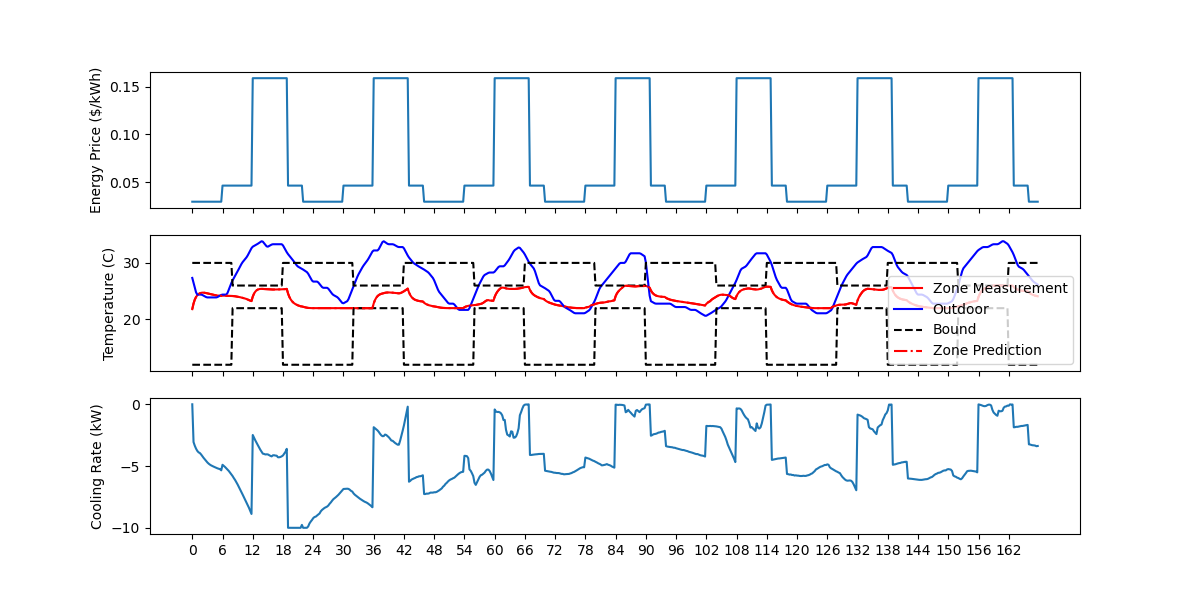 Energy Price ($/kWh)
0.15
0.10
0.05
Temperature (C)
30
20
Zone Measurement
Outdoor
Bound
Zone Prediction
Cooling Rate (kW)
0
−5
−10
0 6 12 18 24 30 36 42 48 54 60 66 72 78 84 90 96 102 108 114 120 126 132 138 144 150 156 162